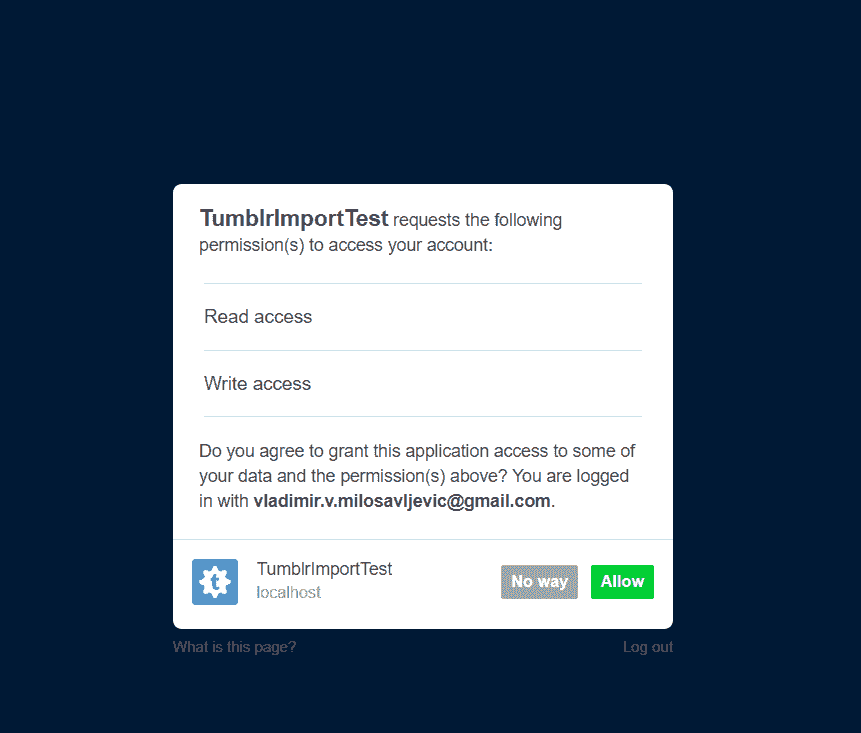 TumblrImportTest requests the following
permission(s) to access your account:
Read access
Write access
Do you agree to grant this application access to some of
your data and the permission(s) above? You are logged
in with vladimir.v.milosavljevic@gmail.com.
TumblrImportTest
localhost
No way
Allow
What is this page?
Log out